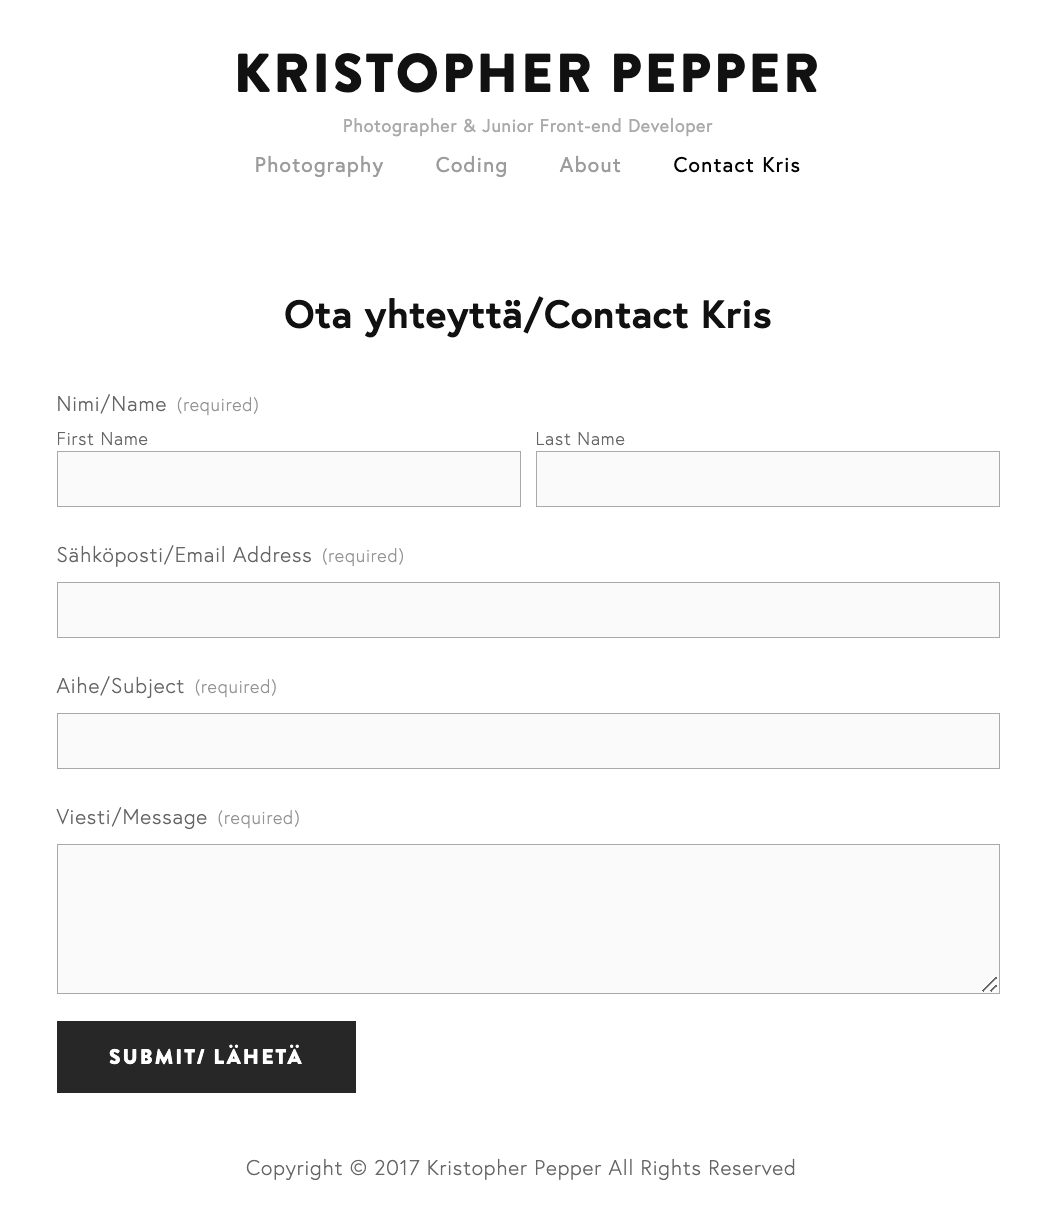 KRISTOPHER PEPPER
Photographer & Junior Front-end Developer
Photography Coding About Contact Kris
Ota yhteyttä/Contact Kris
Nimi/Name (required)
First Name Last Name
Sähköposti/Email Address (required)
Aihe/Subject (required)
Viesti/Message (required)
SUBMIT/ LÄHETÄ
Copyright © 2017 Kristopher Pepper All Rights Reserved